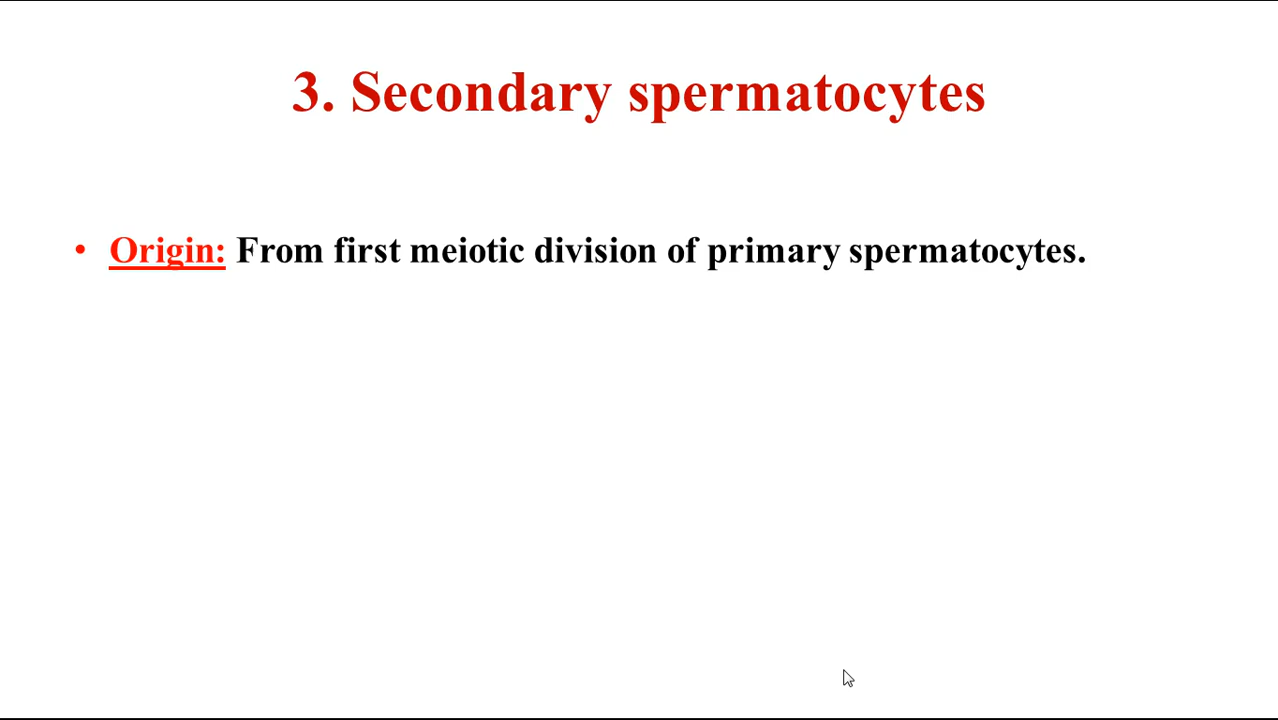 3. Secondary spermatocytes
• Origin: From first meiotic division of primary spermatocytes.